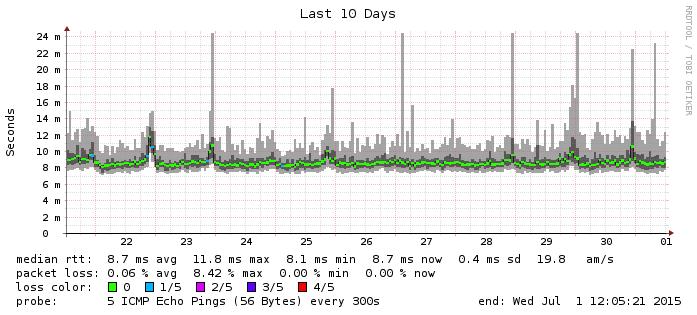 Last 10 Days
RRDTOOL / TOBI OETIKER
Seconds
24 m
22 m
20 m
18 m
16 m
14 m
12 m
10 m
8 m
6 m
4 m
2 m
0
22 23 24 25 26 27 28 29 30 01
median rtt: 8.7 ms avg 11.8 ms max 8.1 ms min 8.7 ms now 0.4 ms sd 19.8 am/s
packet loss: 0.06 % avg 8.42 % max 0.00 % min 0.00 % now
loss color: 0 1/5 2/5 3/5 4/5
probe: 5 ICMP Echo Pings (56 Bytes) every 300s end: Wed Jul 1 12:05:21 2015